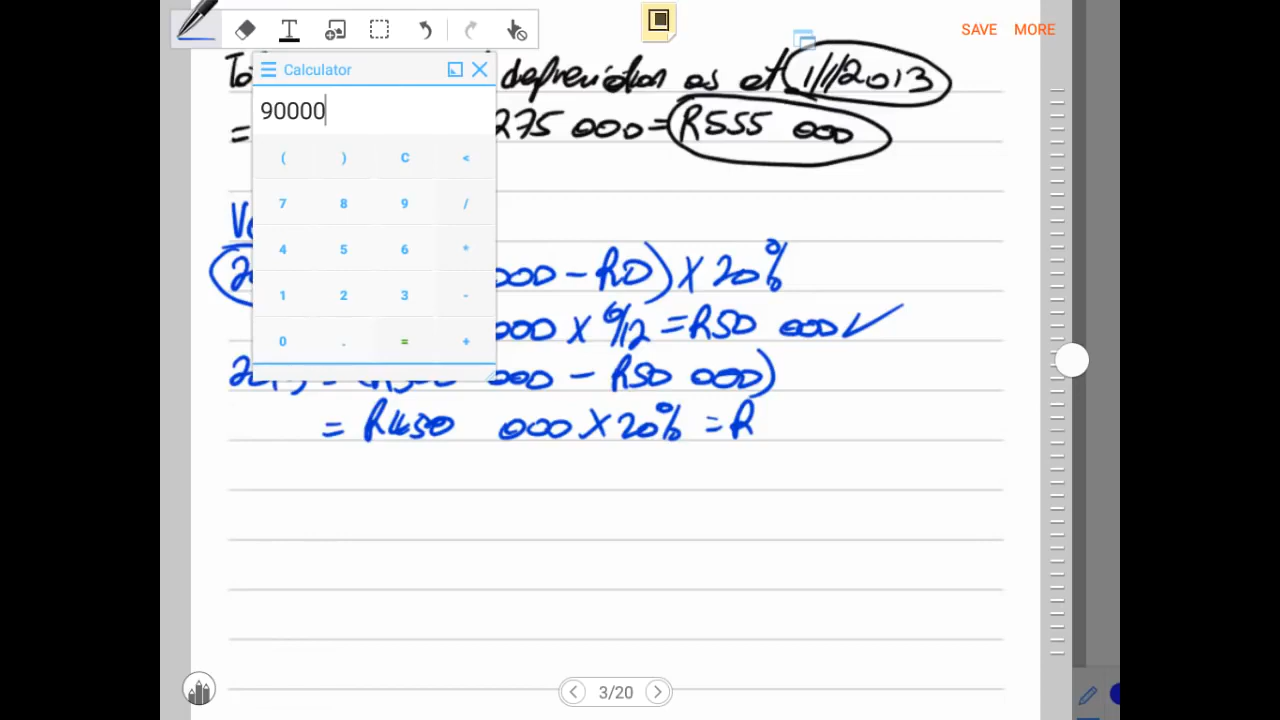 SAVE MORE
To depreciation as at 1/1/2013
Calculator
90000
= 275 000 = R555 000
( ) C <
7 8 9 /
4 5 6 *
1 2 3 -
0 . = +
000 - R0) X 20%
000 X 6/12 = R50 000 ✓
000 - R50 000)
= R450 000 X 20% = R
3/20